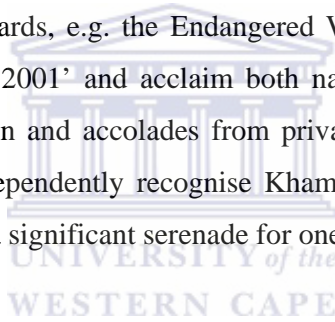 ards, e.g. the Endangered W
2001’ and acclaim both na
n and accolades from priva
dependently recognise Kham
significant serenade for one
UNIVERSITY of the
WESTERN CAPE